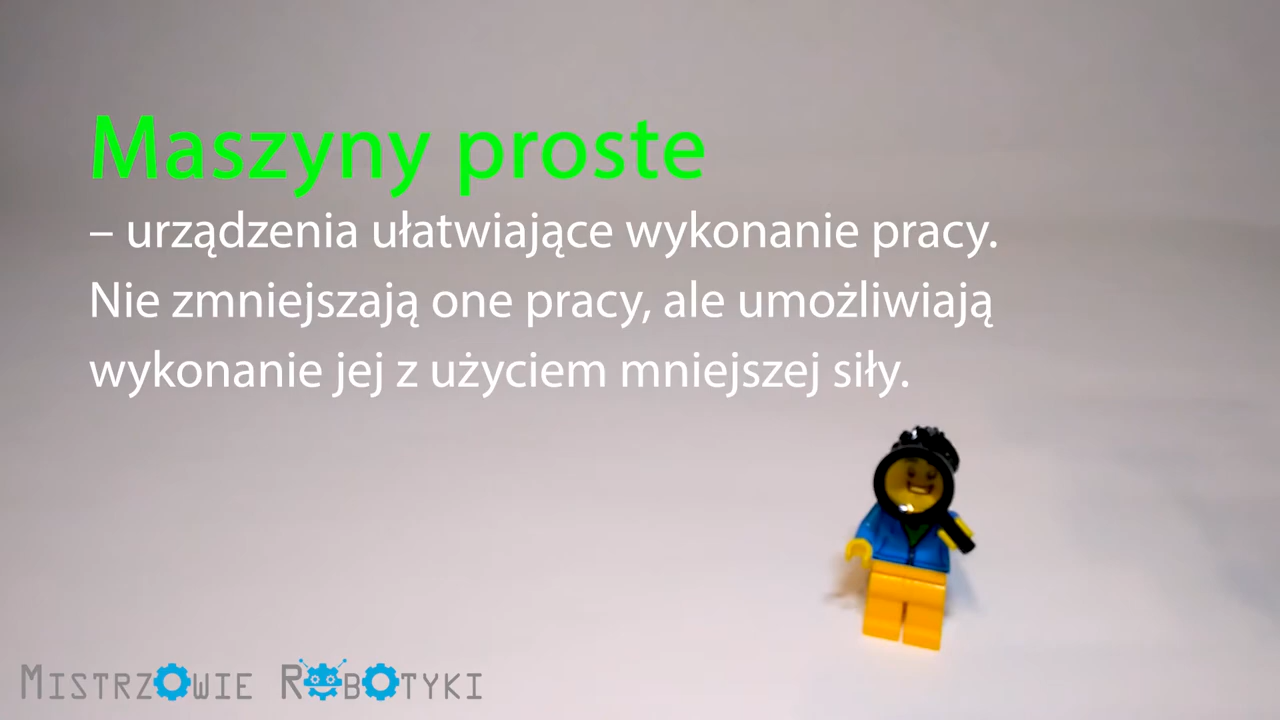 Maszyny proste
– urządzenia ułatwiające wykonanie pracy.
Nie zmniejszają one pracy, ale umożliwiają
wykonanie jej z użyciem mniejszej siły.
Mistrzowie Robotyki